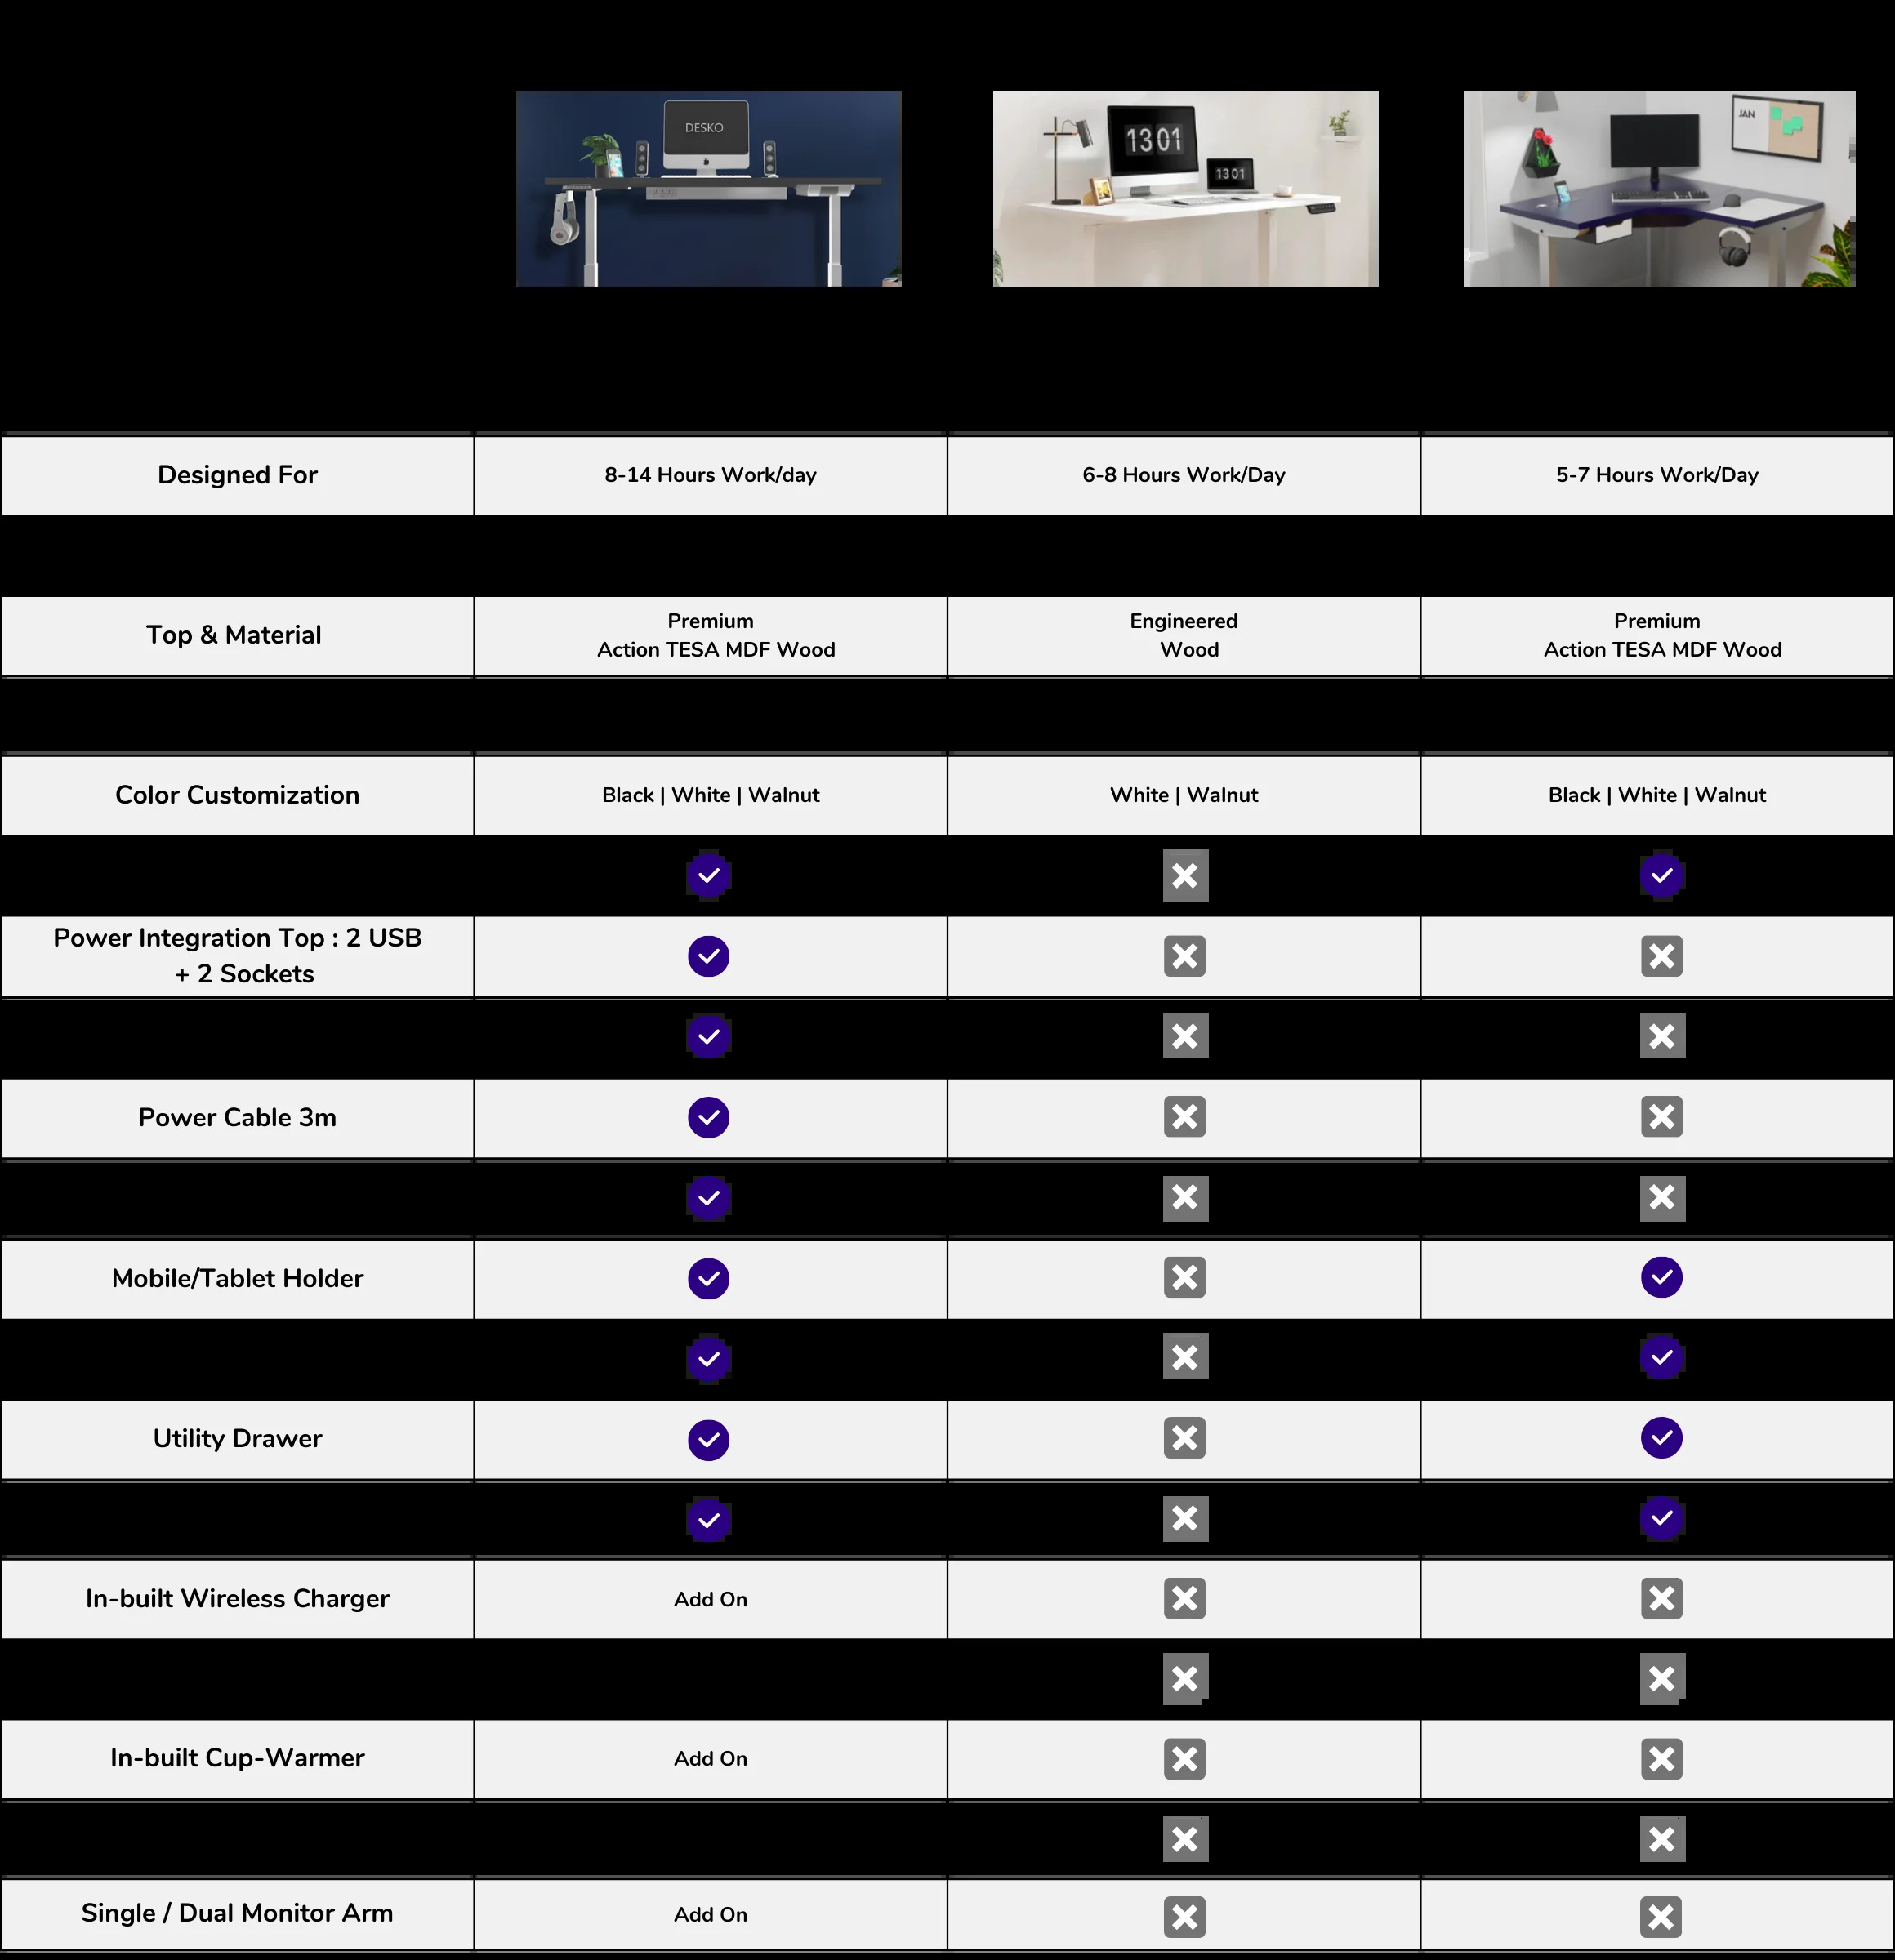 DESKO
13 01
13 01
JAN
Designed For
8-14 Hours Work/day
6-8 Hours Work/Day
5-7 Hours Work/Day
Top & Material
Premium
Action TESA MDF Wood
Engineered
Wood
Premium
Action TESA MDF Wood
Color Customization
Black | White | Walnut
White | Walnut
Black | White | Walnut
Power Integration Top : 2 USB
+ 2 Sockets
Power Cable 3m
Mobile/Tablet Holder
Utility Drawer
In-built Wireless Charger
Add On
In-built Cup-Warmer
Add On
Single / Dual Monitor Arm
Add On